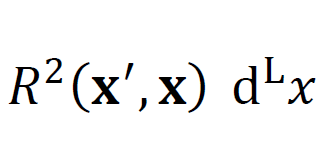 R²(𝐱′, 𝐱) dᴸx